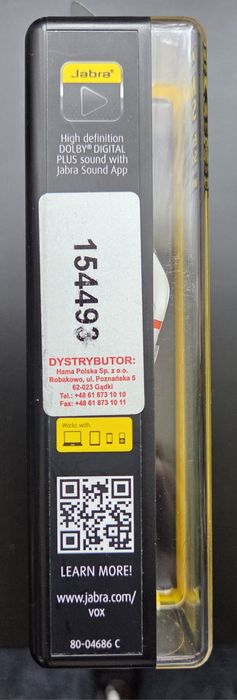 Jabra®
High definition
DOLBY® DIGITAL
PLUS sound with
Jabra Sound App
154493
DYSTRYBUTOR:
Hama Polska Sp. z o.o.
Robakowo, ul. Poznańska 5
62-023 Gądki
Tel.: +48 61 873 10 10
Fax: +48 61 873 10 11
Works with:
LEARN MORE!
www.jabra.com/
vox
80-04686 C